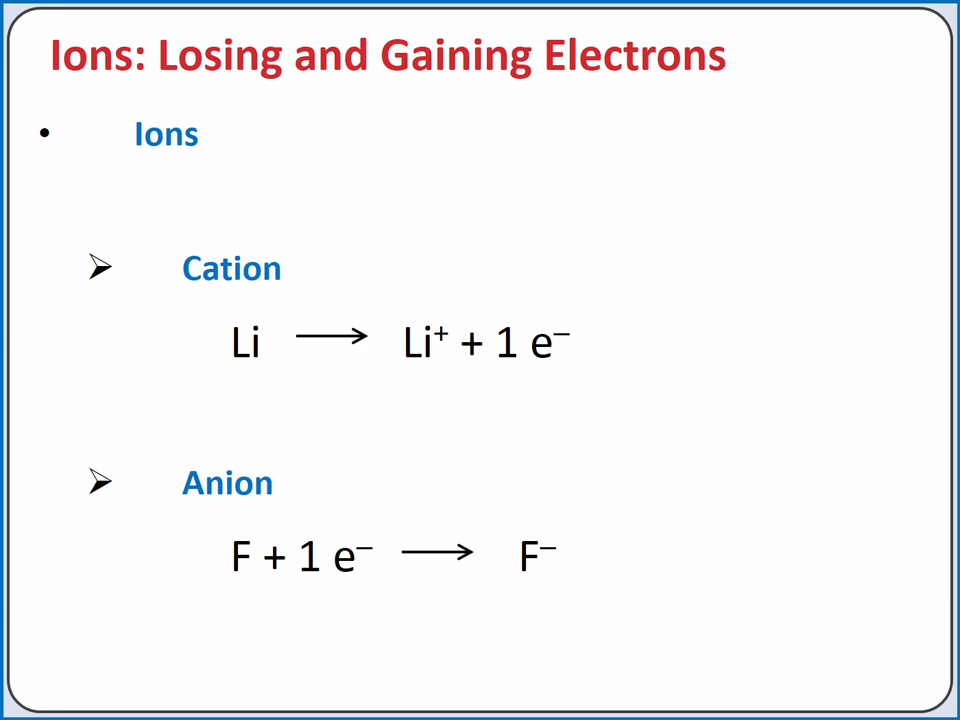 Ions: Losing and Gaining Electrons
• Ions
➢ Cation
Li ⟶ Li⁺ + 1 e⁻
➢ Anion
F + 1 e⁻ ⟶ F⁻